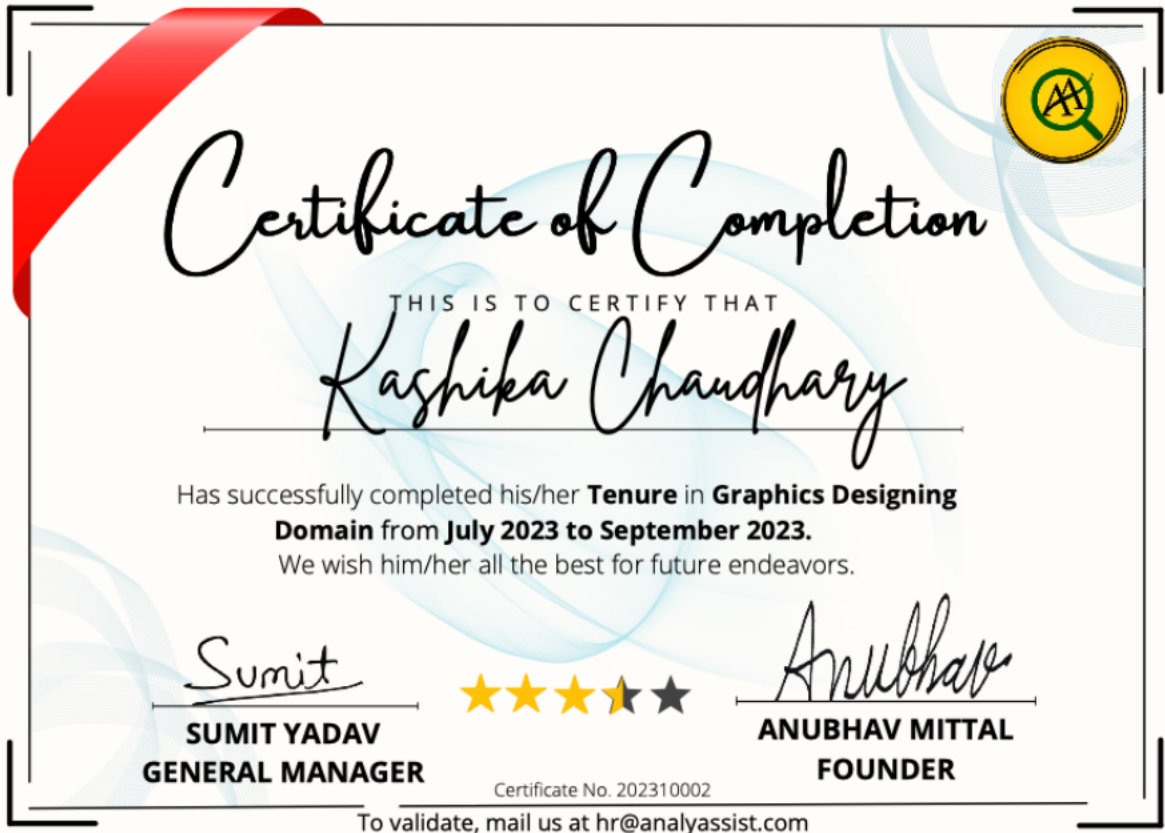 AA
Certificate of Completion
THIS IS TO CERTIFY THAT
Kashika Chaudhary
Has successfully completed his/her Tenure in Graphics Designing
Domain from July 2023 to September 2023.
We wish him/her all the best for future endeavors.
Sumit
SUMIT YADAV
GENERAL MANAGER
Anubhav
ANUBHAV MITTAL
FOUNDER
Certificate No. 202310002
To validate, mail us at hr@analyassist.com